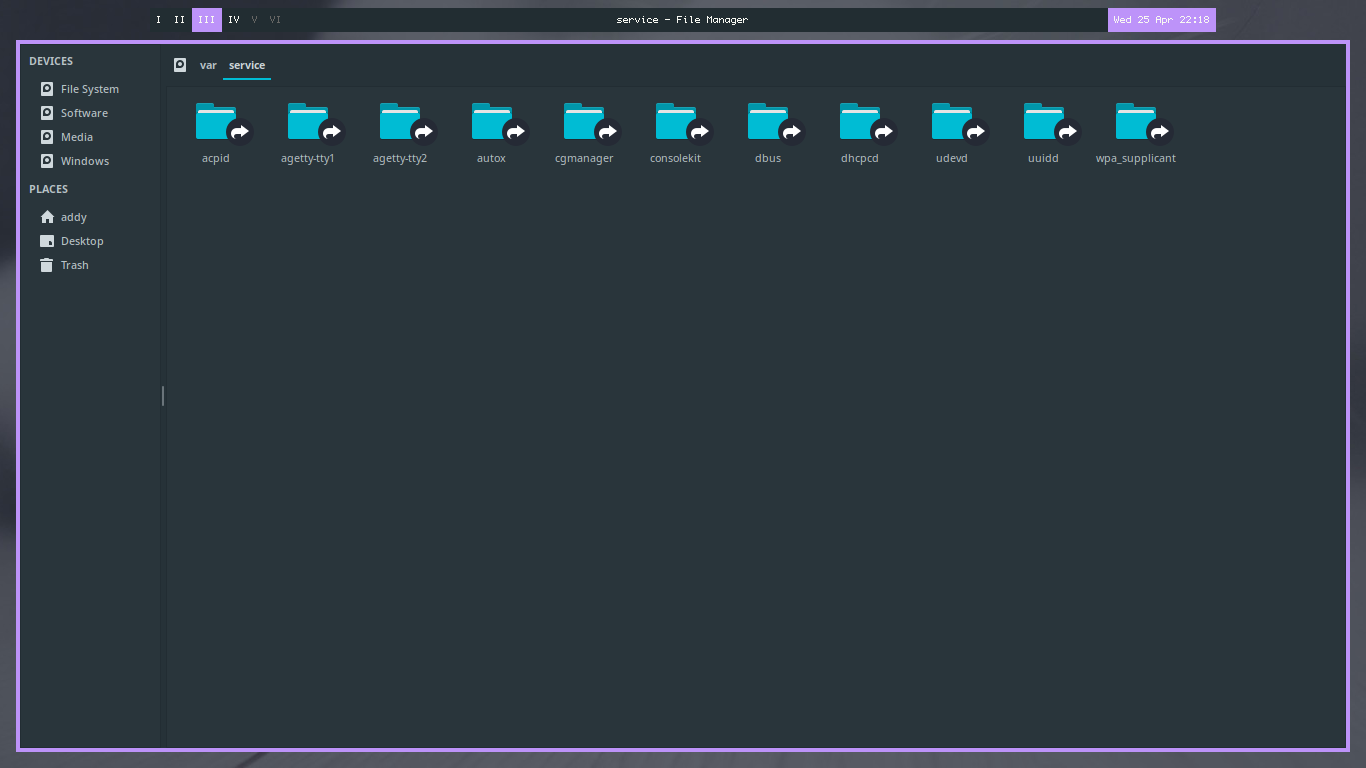 I II III IV V VI service - File Manager Wed 25 Apr 22:18
DEVICES
File System
Software
Media
Windows
PLACES
addy
Desktop
Trash
var service
acpid agetty-tty1 agetty-tty2 autox cgmanager consolekit dbus dhcpcd udevd uuidd wpa_supplicant